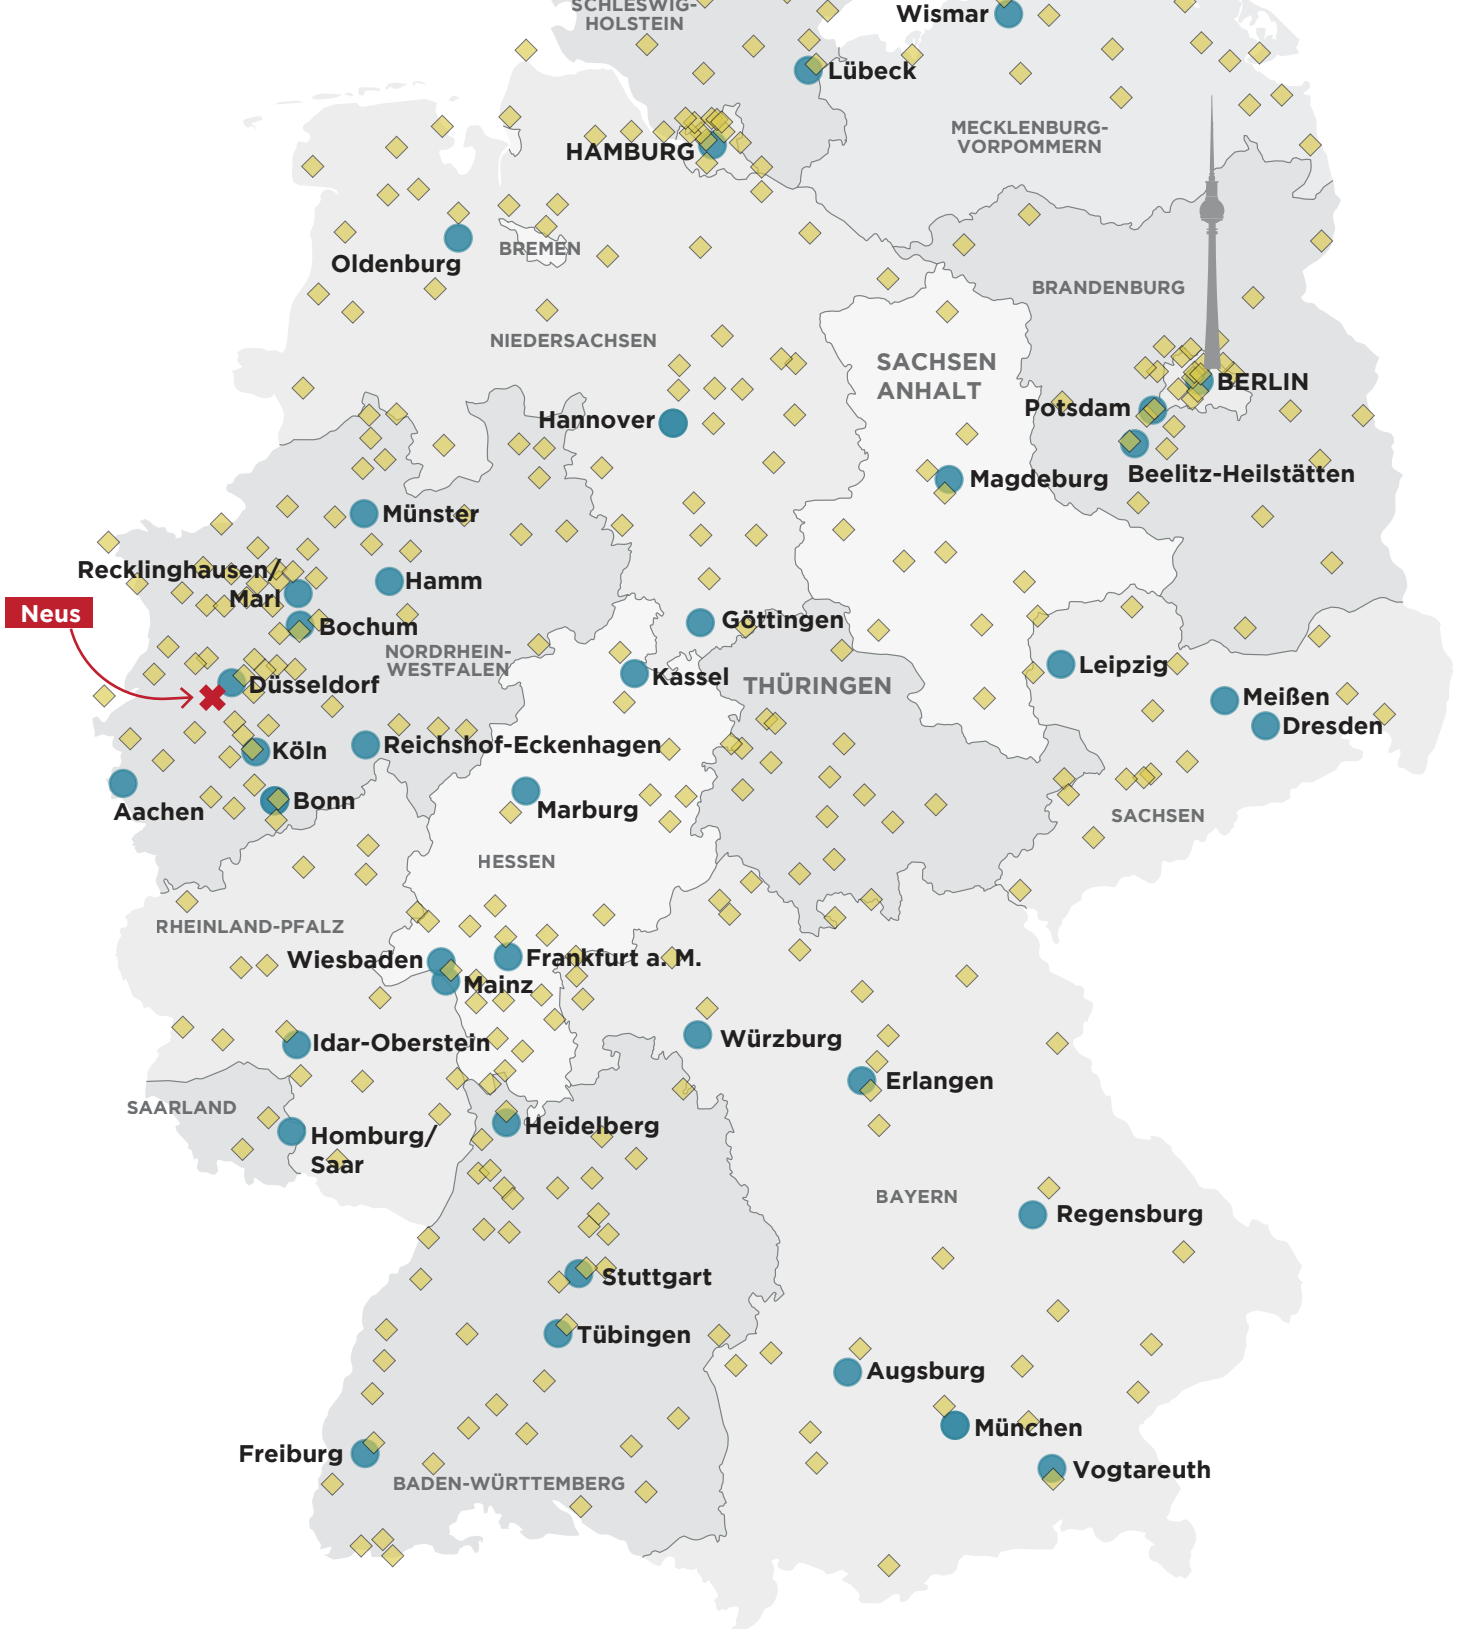 SCHLESWIG-
HOLSTEIN
Wismar
Lübeck
MECKLENBURG-
VORPOMMERN
HAMBURG
BREMEN
Oldenburg
BRANDENBURG
NIEDERSACHSEN
SACHSEN
ANHALT
BERLIN
Potsdam
Hannover
Beelitz-Heilstätten
Magdeburg
Münster
Recklinghausen/
Marl
Hamm
Neus
Bochum
Göttingen
NORDRHEIN-
WESTFALEN
Leipzig
Kassel
Düsseldorf
THÜRINGEN
Meißen
Dresden
Köln
Reichshof-Eckenhagen
Aachen
Bonn
Marburg
SACHSEN
HESSEN
RHEINLAND-PFALZ
Wiesbaden
Frankfurt a. M.
Mainz
Idar-Oberstein
Würzburg
Erlangen
SAARLAND
Homburg/
Saar
Heidelberg
BAYERN
Regensburg
Stuttgart
Tübingen
Augsburg
München
Freiburg
Vogtareuth
BADEN-WÜRTTEMBERG